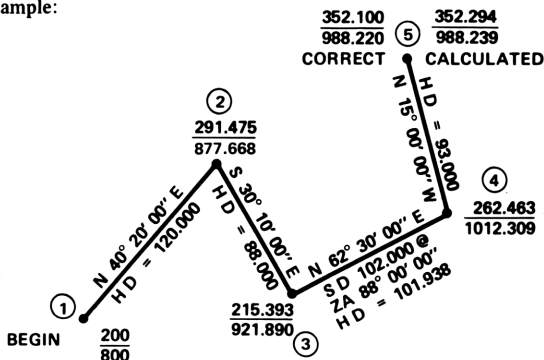 ample:
352.100
988.220
CORRECT
5
352.294
988.239
CALCULATED
2
291.475
877.668
N 15° 00′ 00″ W
HD = 93.000
4
262.463
1012.309
S 30° 10′ 00″ E
HD = 88.000
N 40° 20′ 00″ E
HD = 120.000
N 62° 30′ 00″ E
SD 102.000 @
ZA 88° 00′ 00″
HD = 101.938
1
BEGIN
200
800
215.393
921.890
3